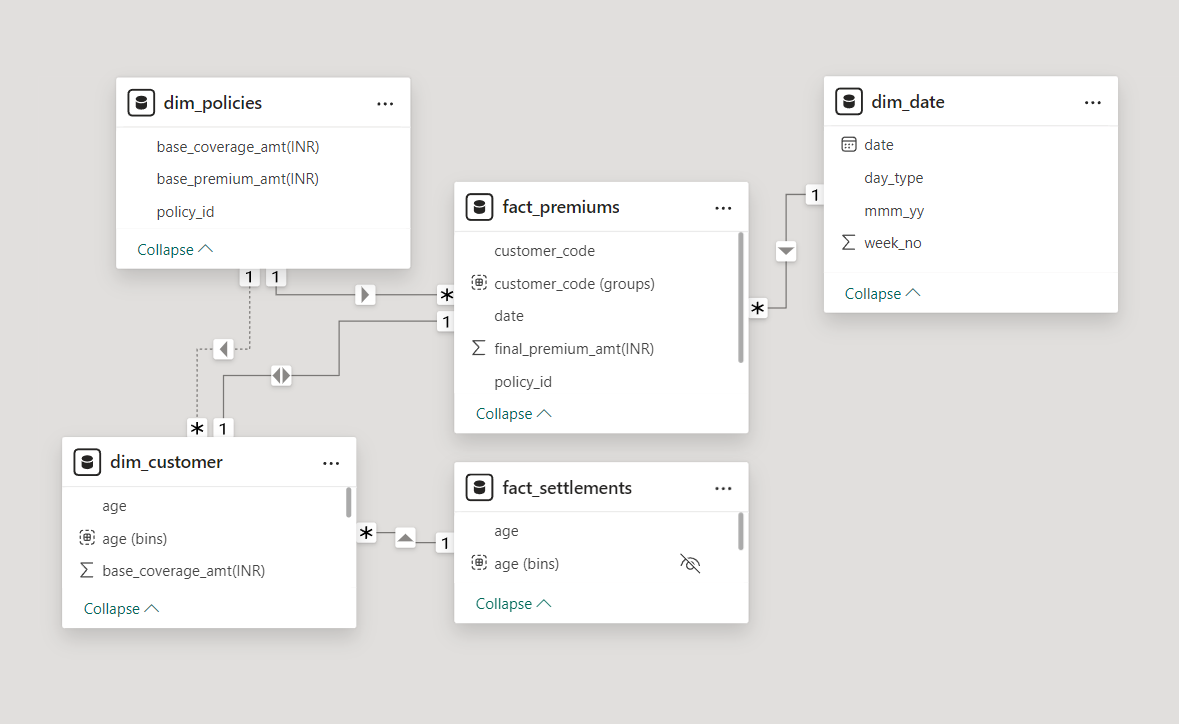 dim_policies
base_coverage_amt(INR)
base_premium_amt(INR)
policy_id
Collapse
dim_date
date
day_type
mmm_yy
week_no
Collapse
fact_premiums
customer_code
customer_code (groups)
date
final_premium_amt(INR)
policy_id
Collapse
1
1
*
1
1
*
*
1
dim_customer
age
age (bins)
base_coverage_amt(INR)
Collapse
*
1
fact_settlements
age
age (bins)
Collapse